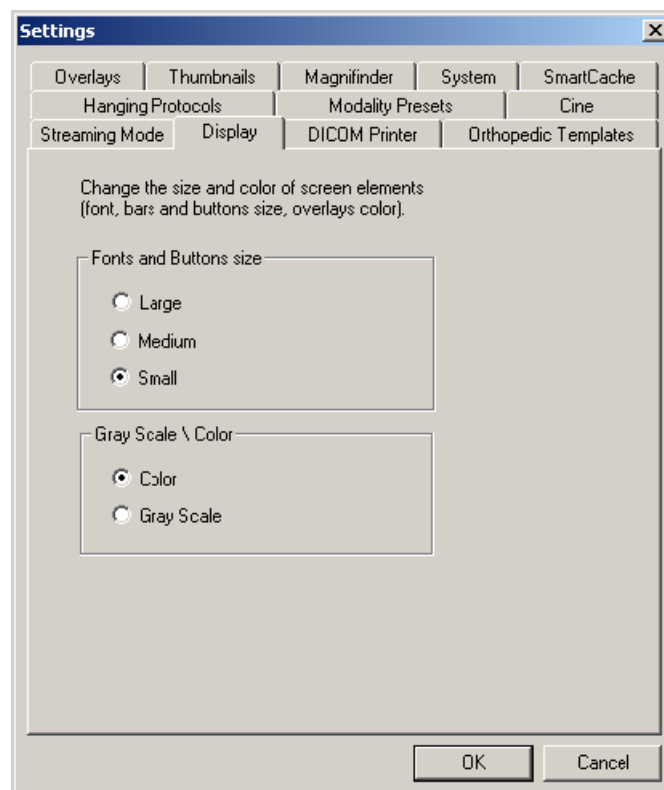 Settings
Overlays Thumbnails Magnifinder System SmartCache
Hanging Protocols Modality Presets Cine
Streaming Mode Display DICOM Printer Orthopedic Templates
Change the size and color of screen elements
(font, bars and buttons size, overlays color).
Fonts and Buttons size
Large
Medium
Small
Gray Scale \ Color
Color
Gray Scale
OK Cancel